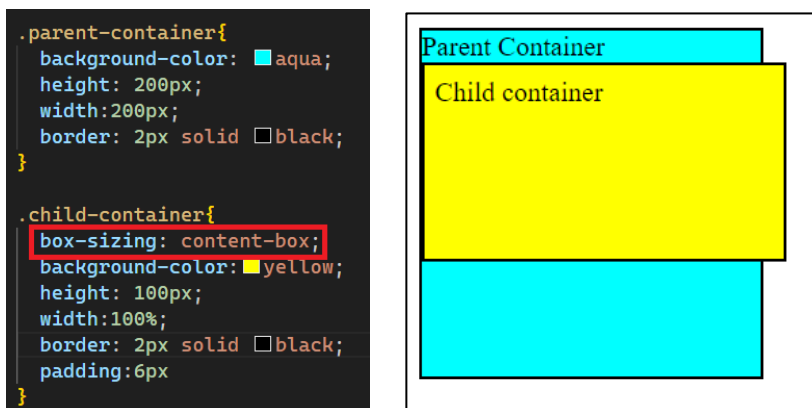 .parent-container{
background-color: aqua;
height: 200px;
width:200px;
border: 2px solid black;
}
.child-container{
box-sizing: content-box;
background-color:yellow;
height: 100px;
width:100%;
border: 2px solid black;
padding:6px
}
Parent Container
Child container